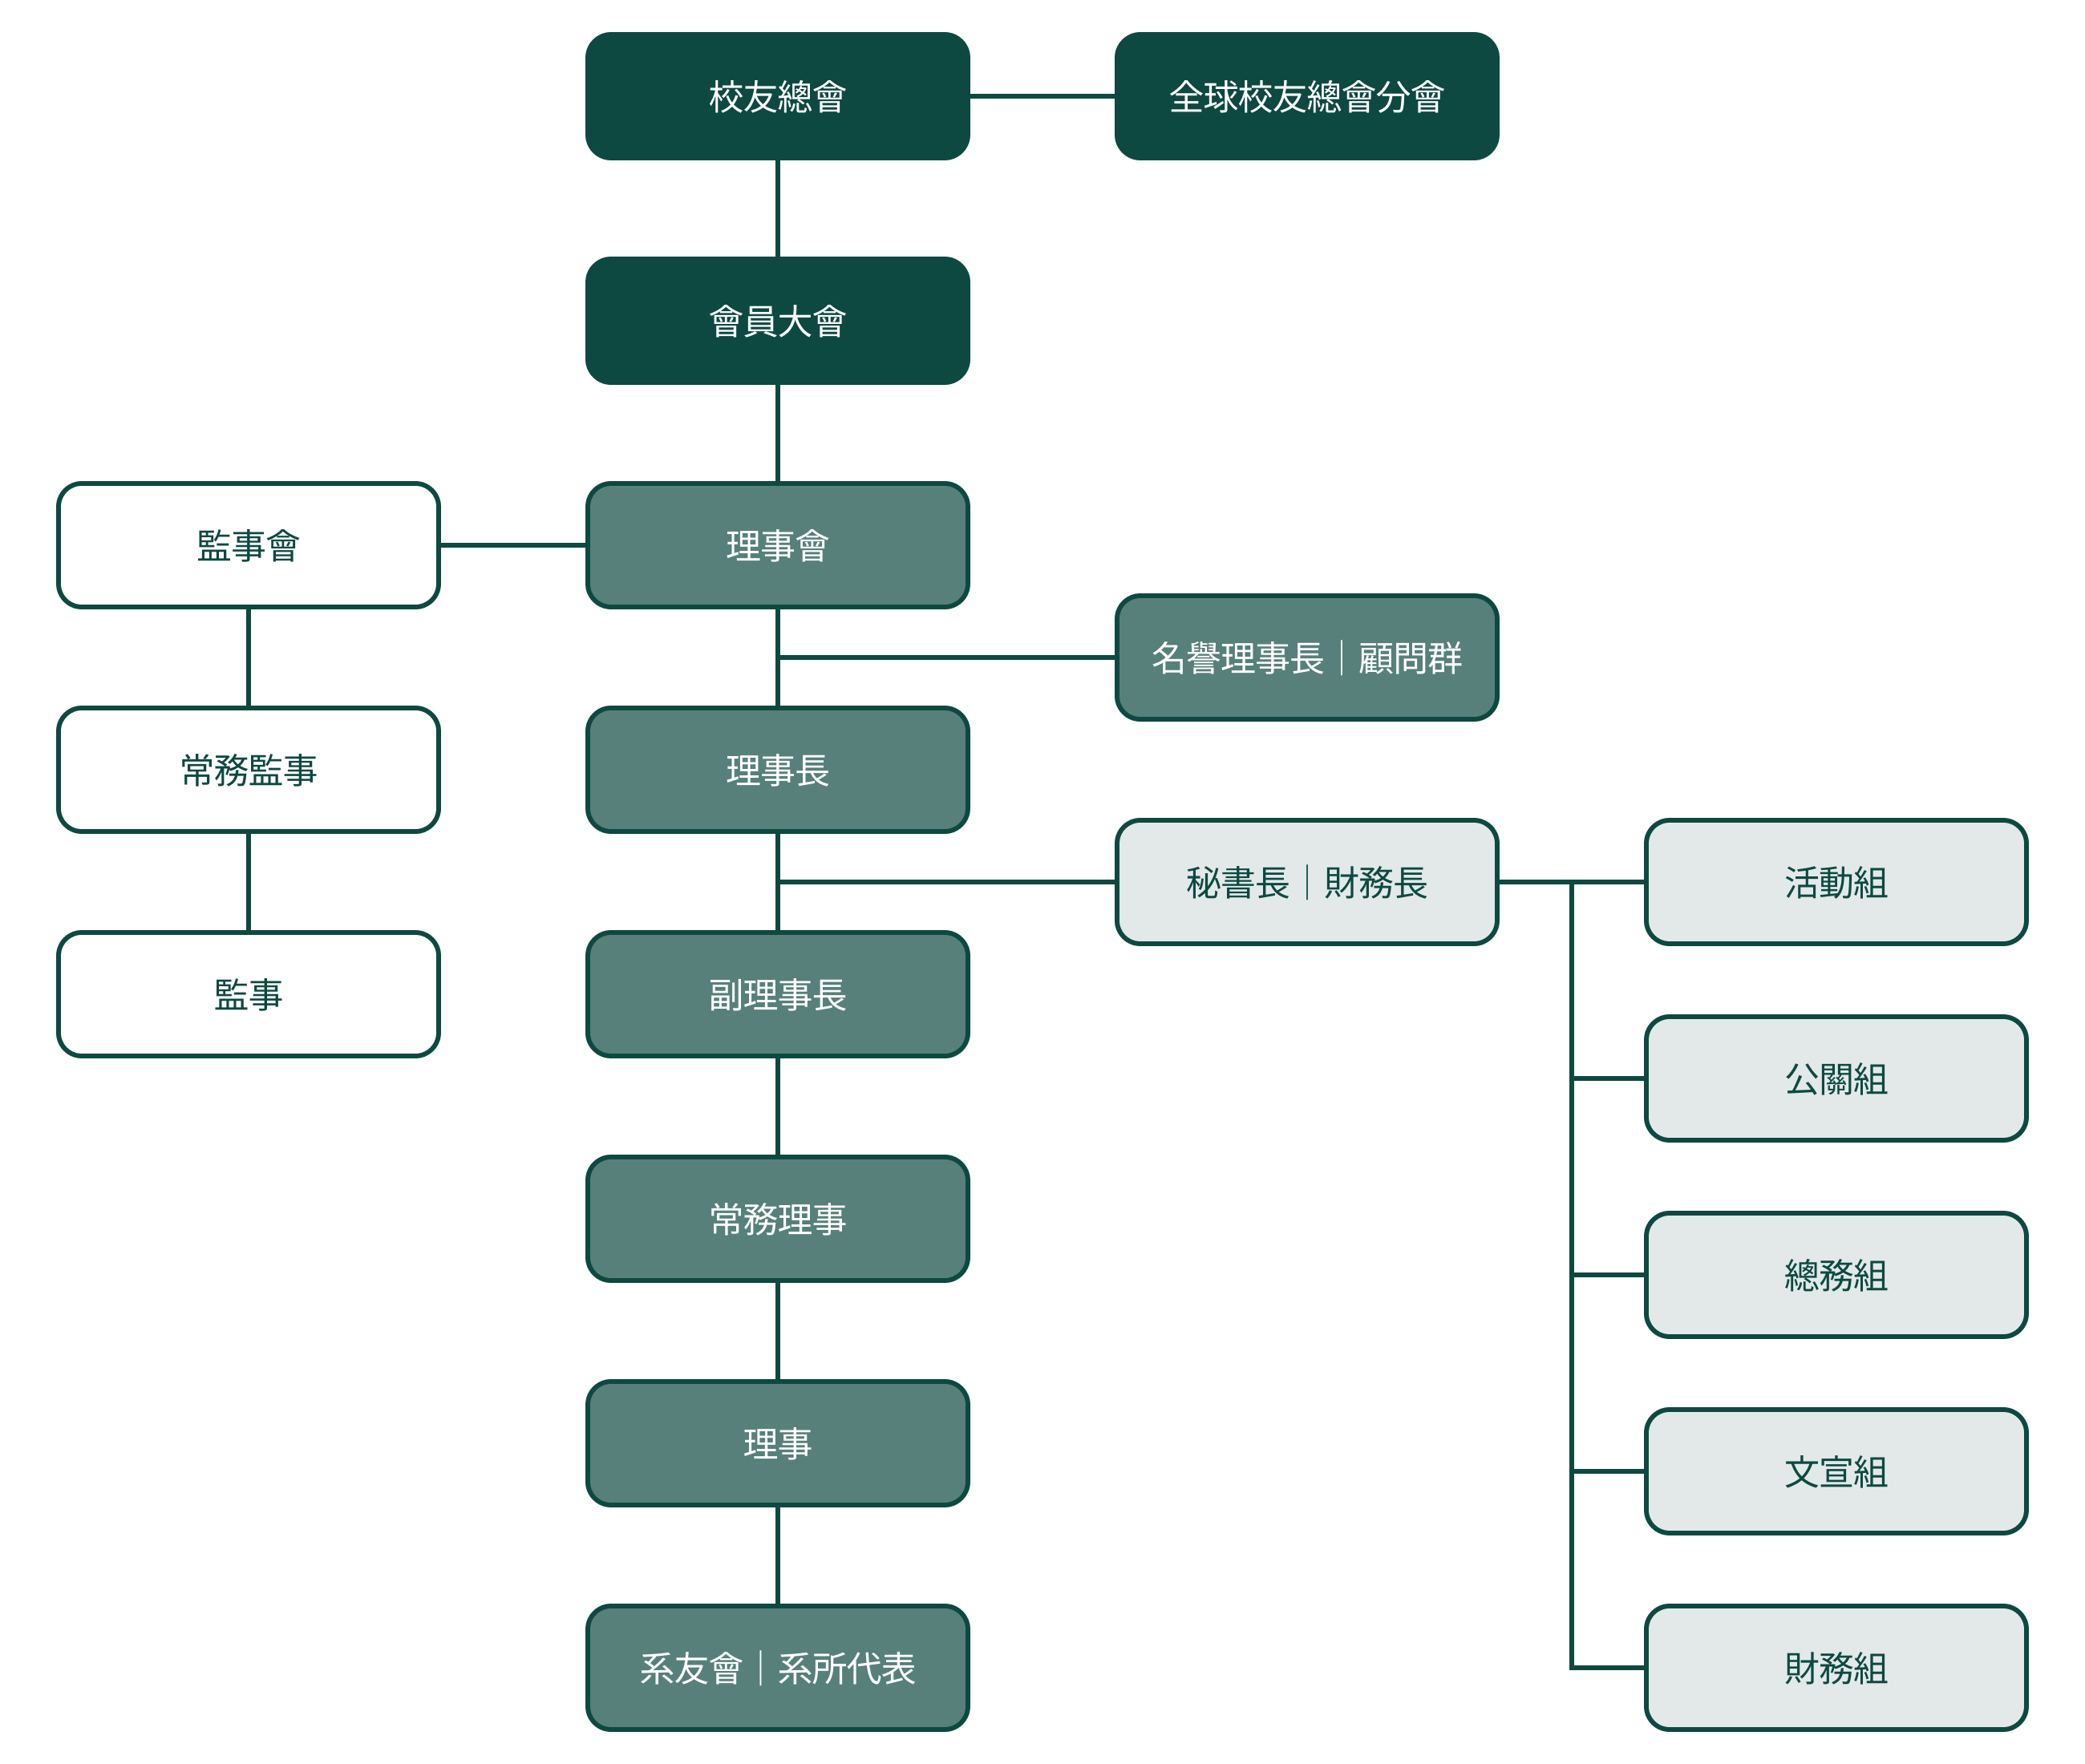 校友總會
全球校友總會分會
會員大會
監事會
理事會
名譽理事長｜顧問群
常務監事
理事長
秘書長｜財務長
活動組
監事
副理事長
公關組
常務理事
總務組
理事
文宣組
系友會｜系所代表
財務組